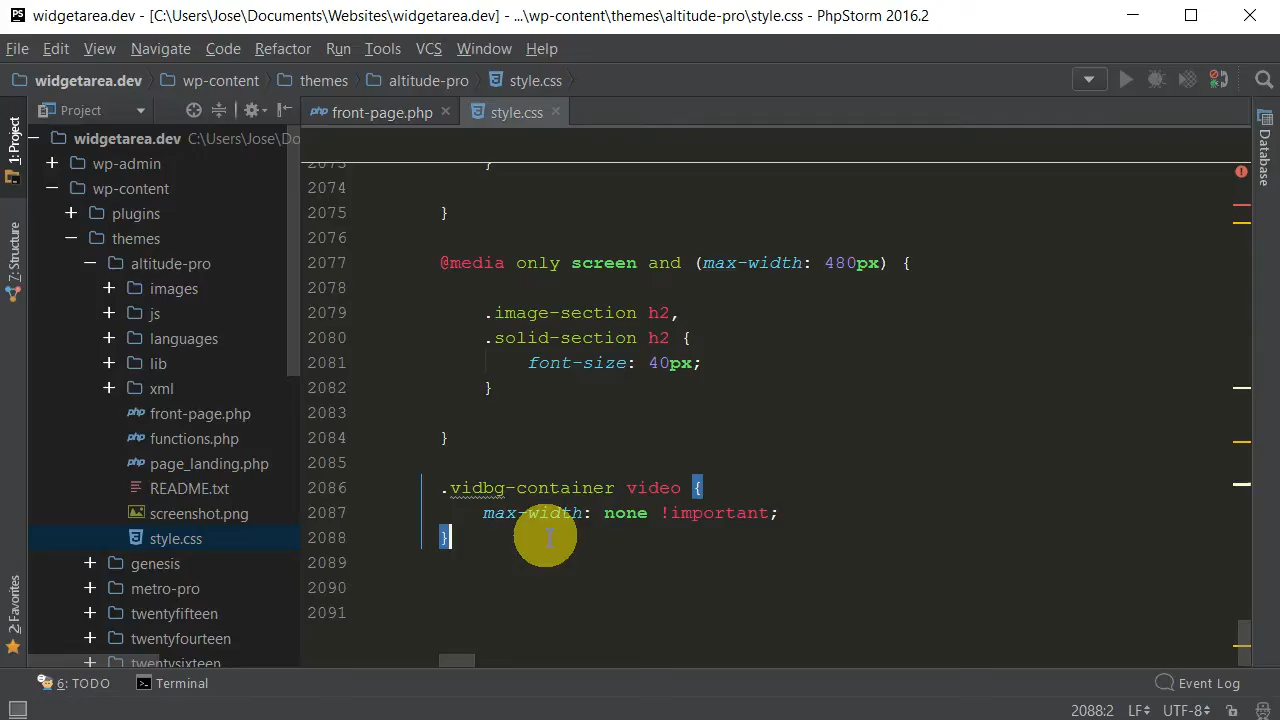 PS widgetarea.dev - [C:\Users\Jose\Documents\Websites\widgetarea.dev] - ...\wp-content\themes\altitude-pro\style.css - PhpStorm 2016.2
File Edit View Navigate Code Refactor Run Tools VCS Window Help
widgetarea.dev wp-content themes altitude-pro style.css
1: Project
7: Structure
2: Favorites
Project
widgetarea.dev C:\Users\Jose\Do
wp-admin
wp-content
plugins
themes
altitude-pro
images
js
languages
lib
xml
php front-page.php
php functions.php
php page_landing.php
README.txt
screenshot.png
style.css
genesis
metro-pro
twentyfifteen
twentyfourteen
twentysixteen
php front-page.php style.css
2073 }
2074
2075 }
2076
2077 @media only screen and (max-width: 480px) {
2078
2079 .image-section h2,
2080 .solid-section h2 {
2081 font-size: 40px;
2082 }
2083
2084 }
2085
2086 .vidbg-container video {
2087 max-width: none !important;
2088 }
2089
2090
2091
Database
6: TODO Terminal Event Log
2088:2 LF UTF-8